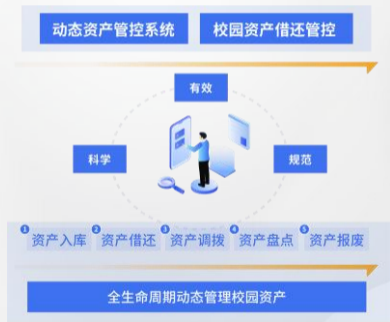 动态资产管控系统 校园资产借还管控
有效
科学 规范
1 资产入库 2 资产借还 3 资产调拨 4 资产盘点 5 资产报废
全生命周期动态管理校园资产